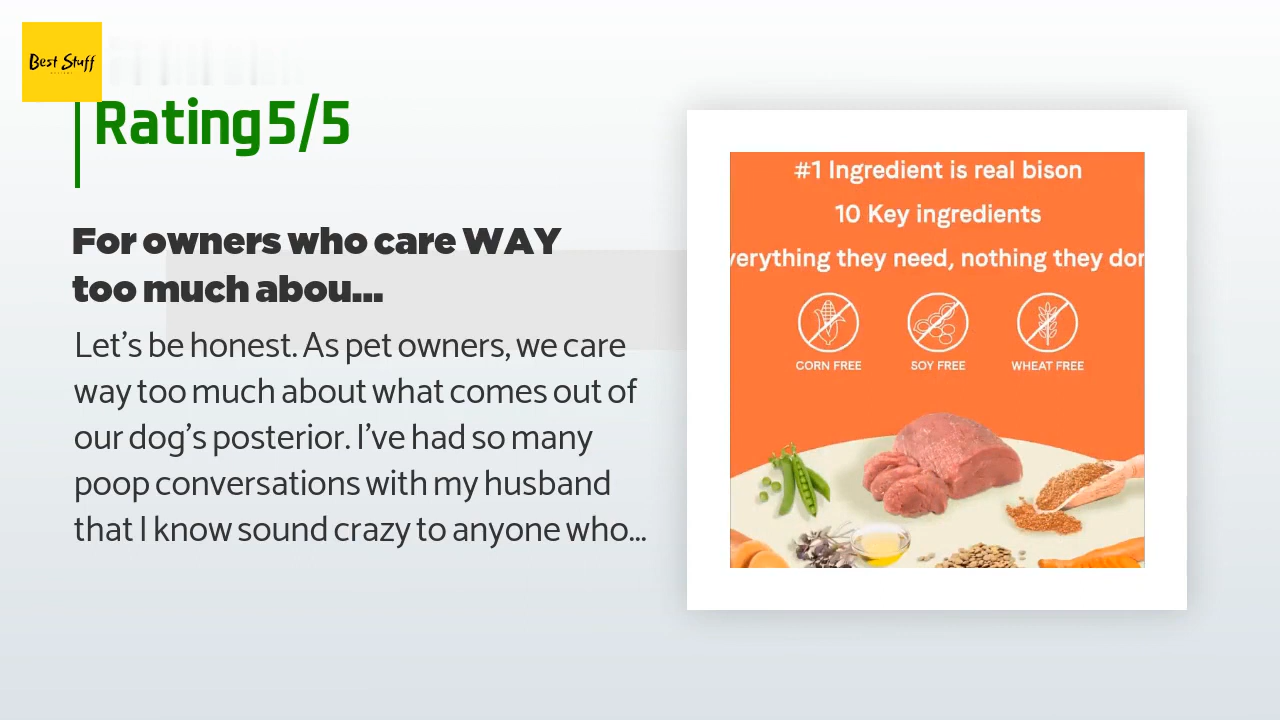 Best Stuff
Rating 5/5
For owners who care WAY
too much abou...
Let's be honest. As pet owners, we care
way too much about what comes out of
our dog's posterior. I've had so many
poop conversations with my husband
that I know sound crazy to anyone who...
#1 Ingredient is real bison
10 Key ingredients
verything they need, nothing they don
CORN FREE
SOY FREE
WHEAT FREE